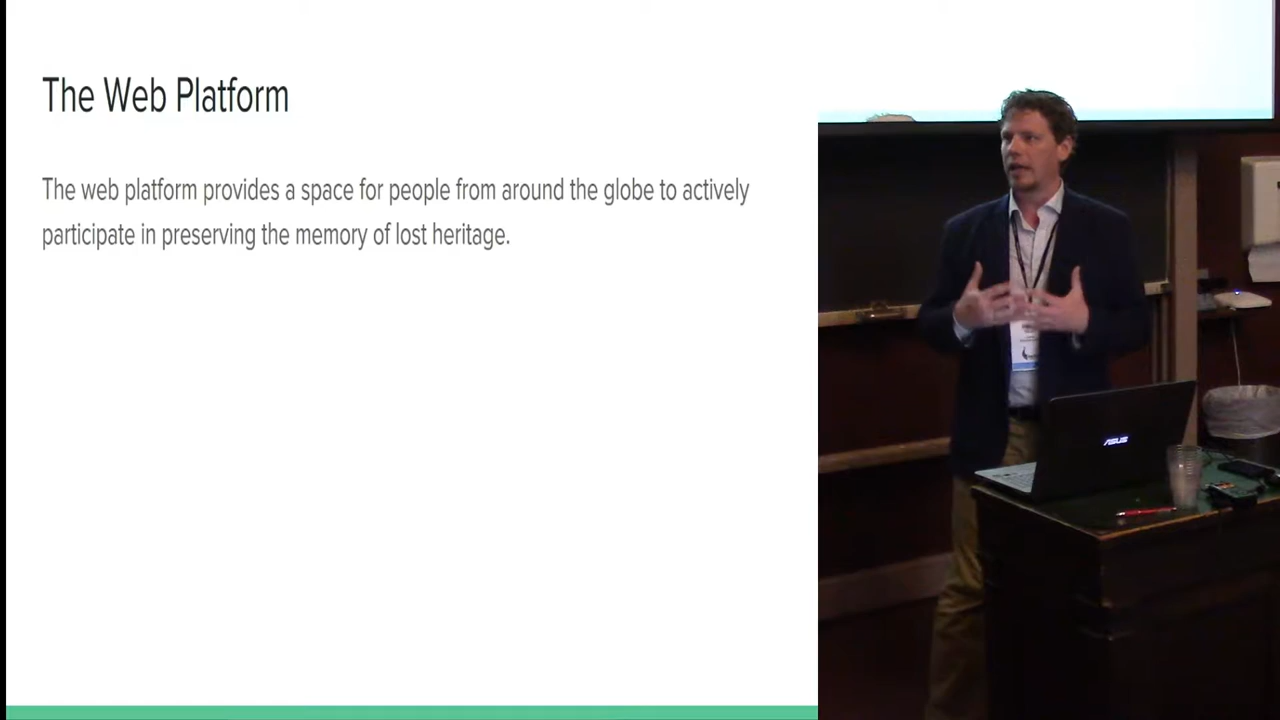 The Web Platform
The web platform provides a space for people from around the globe to actively
participate in preserving the memory of lost heritage.
ASUS